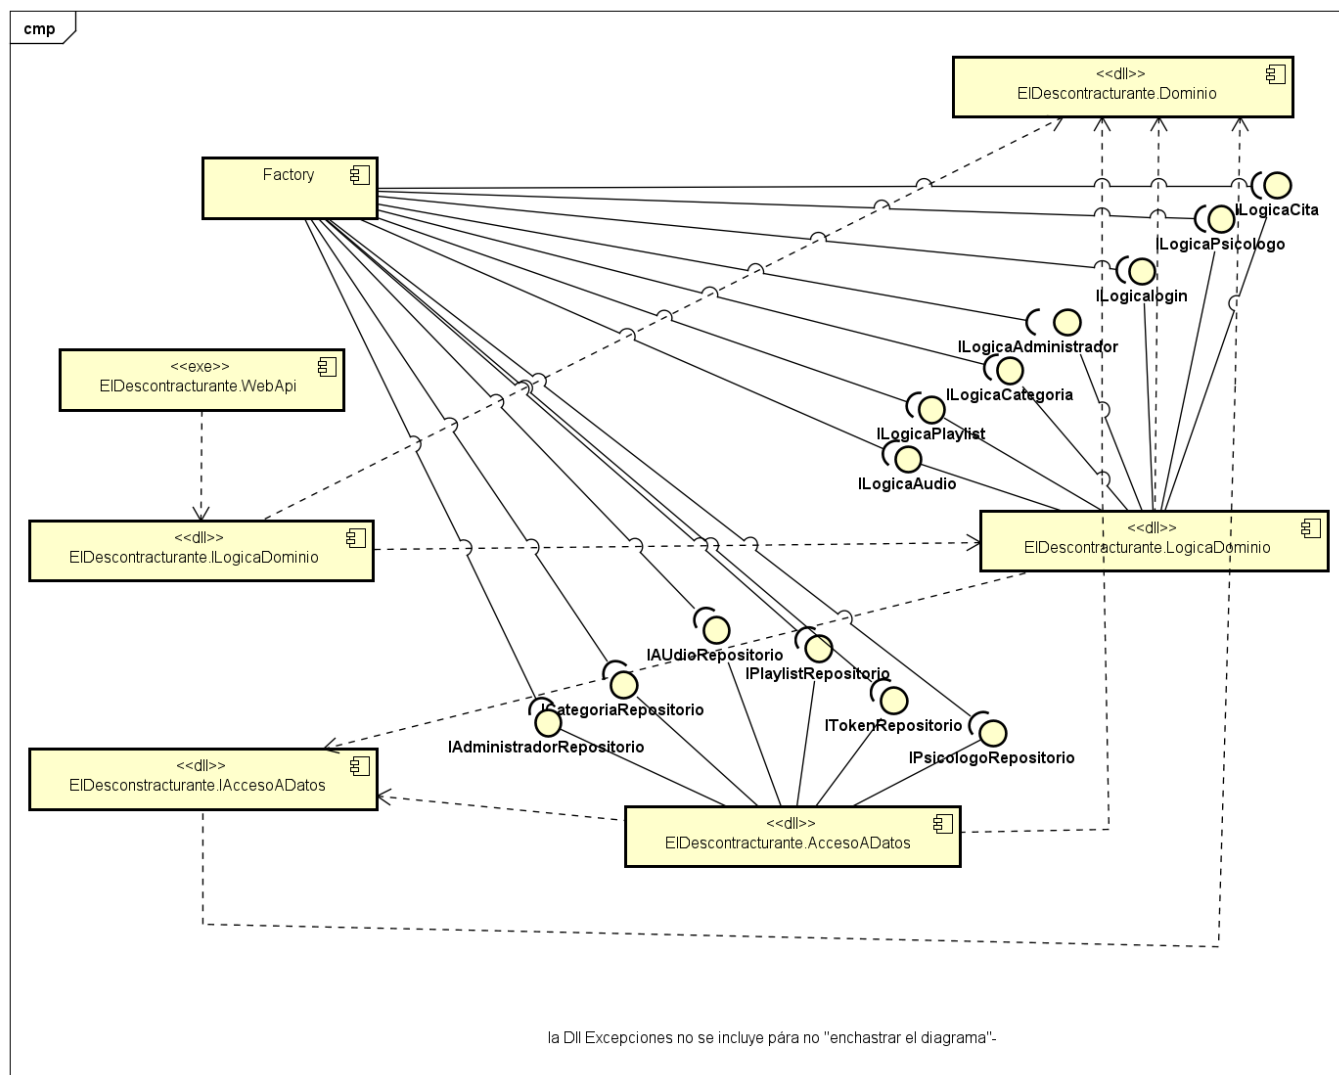 cmp
<<dll>>
ElDescontracturante.Dominio
Factory
ILogicaCita
ILogicaPsicologo
ILogicalogin
ILogicaAdministrador
<<exe>>
ElDescontracturante.WebApi
ILogicaCategoria
ILogicaPlaylist
ILogicaAudio
<<dll>>
ElDescontracturante.ILogicaDominio
<<dll>>
ElDescontracturante.LogicaDominio
IAUdioRepositorio
IPlaylistRepositorio
ICategoriaRepositorio
ITokenRepositorio
IAdministradorRepositorio
IPsicologoRepositorio
<<dll>>
ElDesconstracturante.IAccesoADatos
<<dll>>
ElDescontracturante.AccesoADatos
la Dll Excepciones no se incluye pára no "enchastrar el diagrama"-